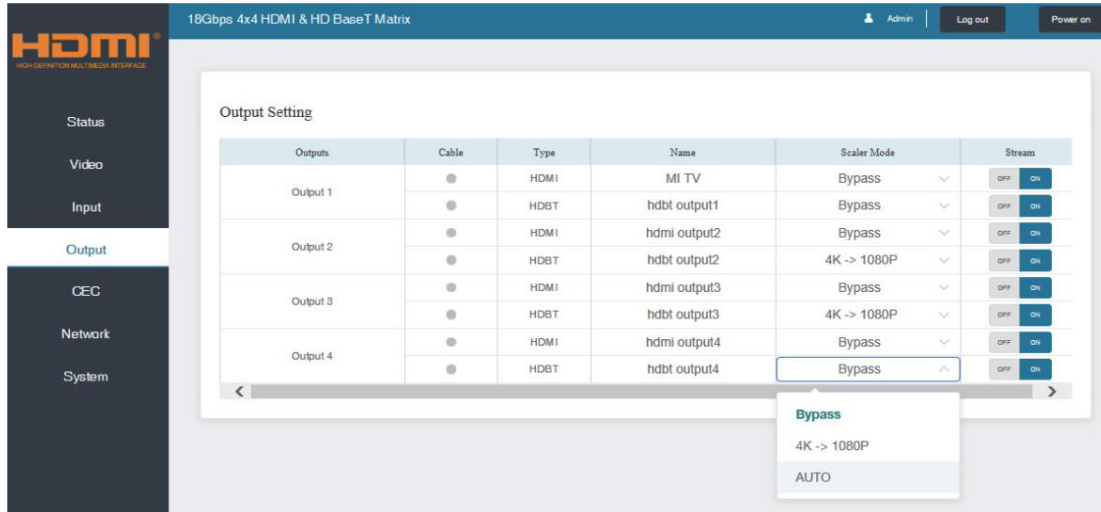 18Gbps 4x4 HDMI & HD BaseT Matrix Admin Log out Power on
HDMI®
HIGH DEFINITION MULTIMEDIA INTERFACE
Status
Video
Input
Output
CEC
Network
System
Output Setting
Outputs Cable Type Name Scaler Mode Stream
Output 1
HDMI MI TV Bypass OFF ON
HDBT hdbt output1 Bypass OFF ON
Output 2
HDMI hdmi output2 Bypass OFF ON
HDBT hdbt output2 4K -> 1080P OFF ON
Output 3
HDMI hdmi output3 Bypass OFF ON
HDBT hdbt output3 4K -> 1080P OFF ON
Output 4
HDMI hdmi output4 Bypass OFF ON
HDBT hdbt output4 Bypass OFF ON
Bypass
4K -> 1080P
AUTO